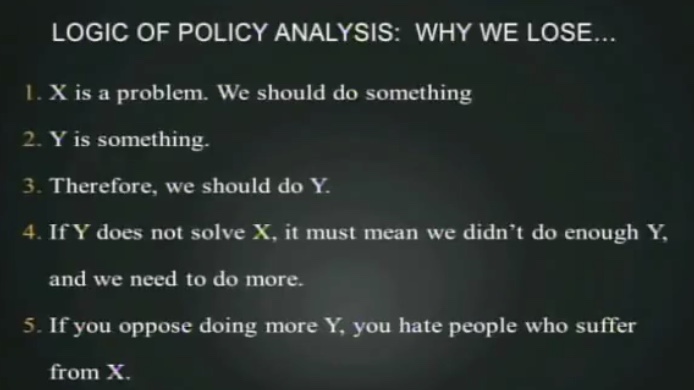 LOGIC OF POLICY ANALYSIS: WHY WE LOSE...
1. X is a problem. We should do something
2. Y is something.
3. Therefore, we should do Y.
4. If Y does not solve X, it must mean we didn't do enough Y,
and we need to do more.
5. If you oppose doing more Y, you hate people who suffer
from X.